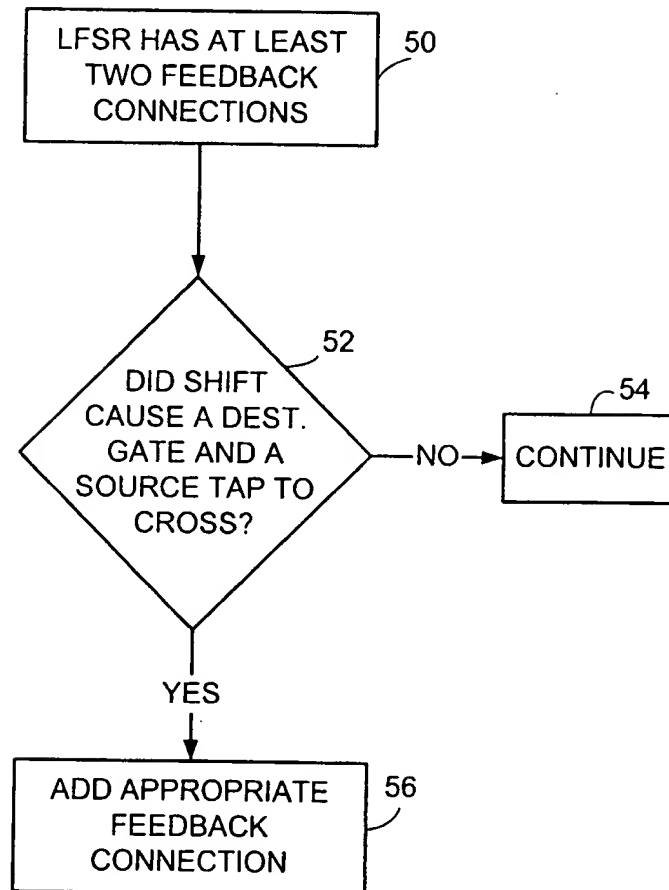 LFSR HAS AT LEAST
TWO FEEDBACK
CONNECTIONS
50
52
DID SHIFT
CAUSE A DEST.
GATE AND A
SOURCE TAP TO
CROSS?
NO
54
CONTINUE
YES
ADD APPROPRIATE
FEEDBACK
CONNECTION
56